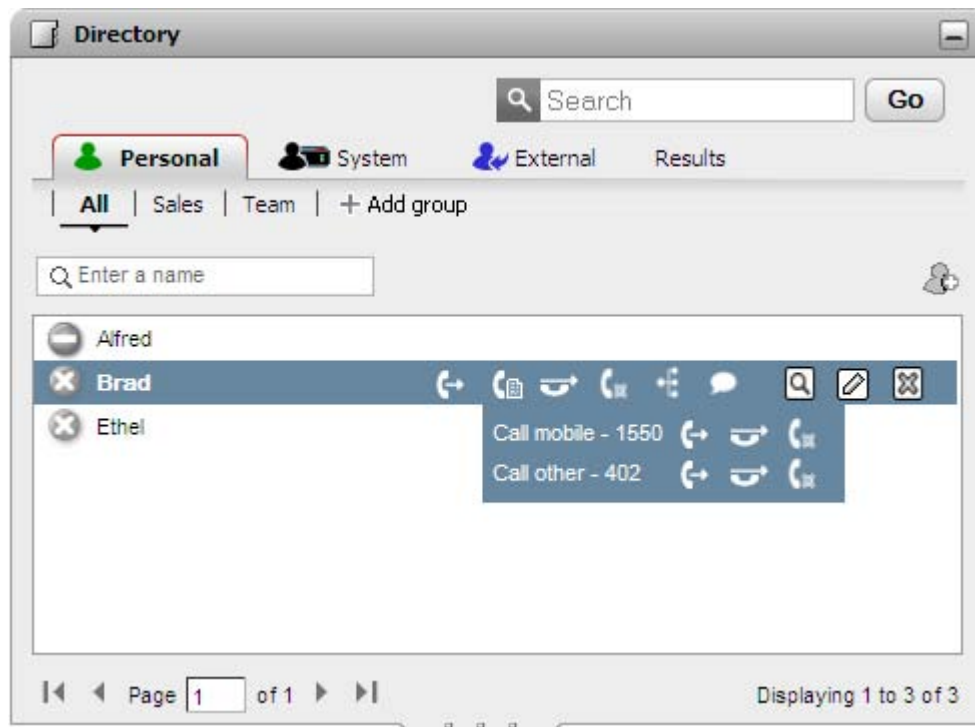 Directory
Search Go
Personal System External Results
All | Sales | Team | + Add group
Enter a name
Alfred
Brad
Ethel
Call mobile - 1550
Call other - 402
Page 1 of 1 Displaying 1 to 3 of 3